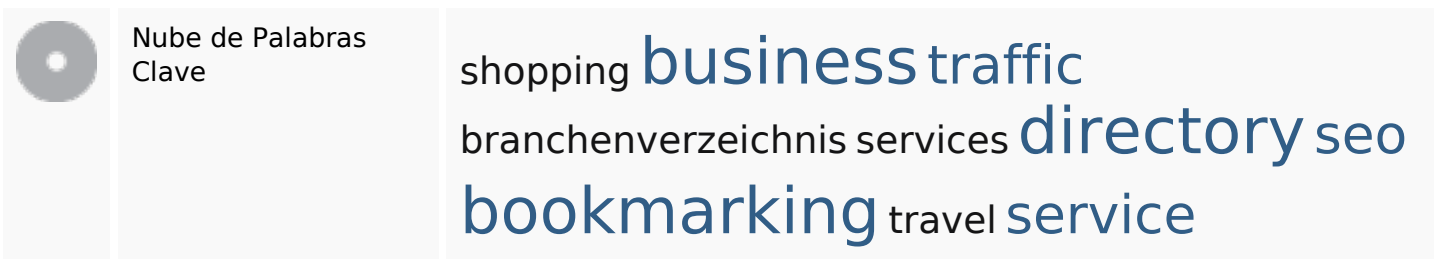 Nube de Palabras
Clave
shopping business traffic
branchenverzeichnis services directory seo
bookmarking travel service